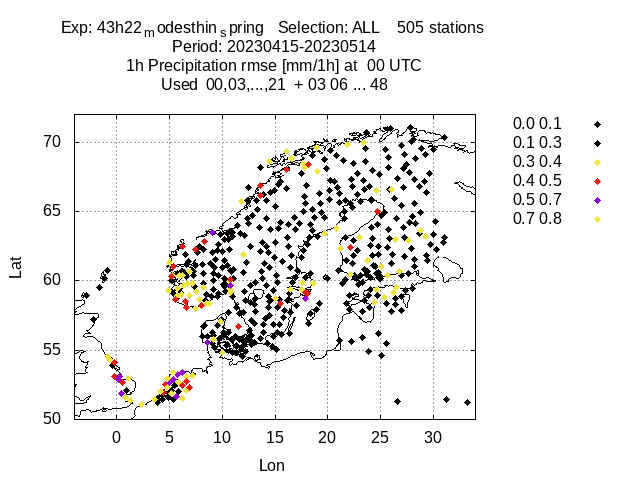 Exp: 43h22modesthinspring   Selection: ALL    505 stations
Period: 20230415-20230514
1h Precipitation rmse [mm/1h] at  00 UTC
Used  00,03,...,21  + 03 06 ... 48
0.0 0.1
0.1 0.3
0.3 0.4
0.4 0.5
0.5 0.7
0.7 0.8
70
65
60
55
50
Lat
0 5 10 15 20 25 30
Lon